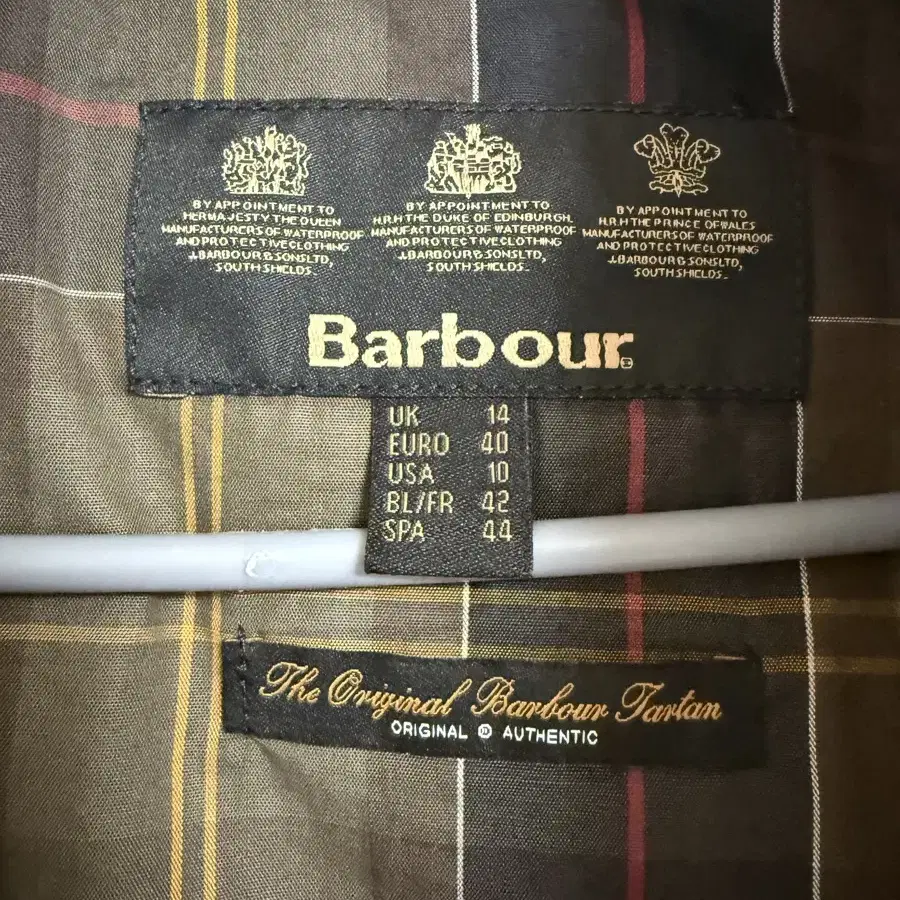 BY APPOINTMENT TO
HER MAJESTY THE QUEEN
MANUFACTURERS OF WATERPROOF
AND PROTECTIVE CLOTHING
J.BARBOUR & SONS LTD,
SOUTH SHIELDS.
BY APPOINTMENT TO
H.R.H THE DUKE OF EDINBURGH.
MANUFACTURERS OF WATERPROOF
AND PROTECTIVE CLOTHING
J.BARBOUR & SONS LTD,
SOUTH SHIELDS.
BY APPOINTMENT TO
H.R.H THE PRINCE OF WALES
MANUFACTURERS OF WATERPROOF
AND PROTECTIVE CLOTHING
J.BARBOUR & SONS LTD,
SOUTH SHIELDS.
Barbour
UK 14
EURO 40
USA 10
BL/FR 42
SPA 44
The Original Barbour Tartan
ORIGINAL AUTHENTIC